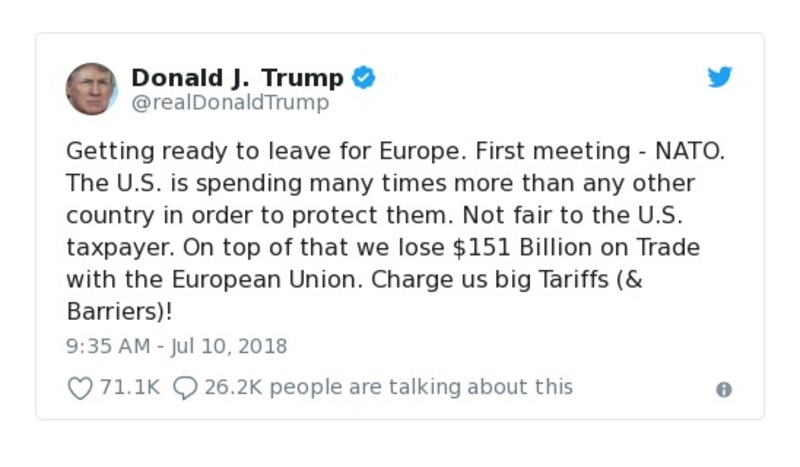 Donald J. Trump
@realDonaldTrump
Getting ready to leave for Europe. First meeting - NATO.
The U.S. is spending many times more than any other
country in order to protect them. Not fair to the U.S.
taxpayer. On top of that we lose $151 Billion on Trade
with the European Union. Charge us big Tariffs (&
Barriers)!
9:35 AM - Jul 10, 2018
71.1K 26.2K people are talking about this